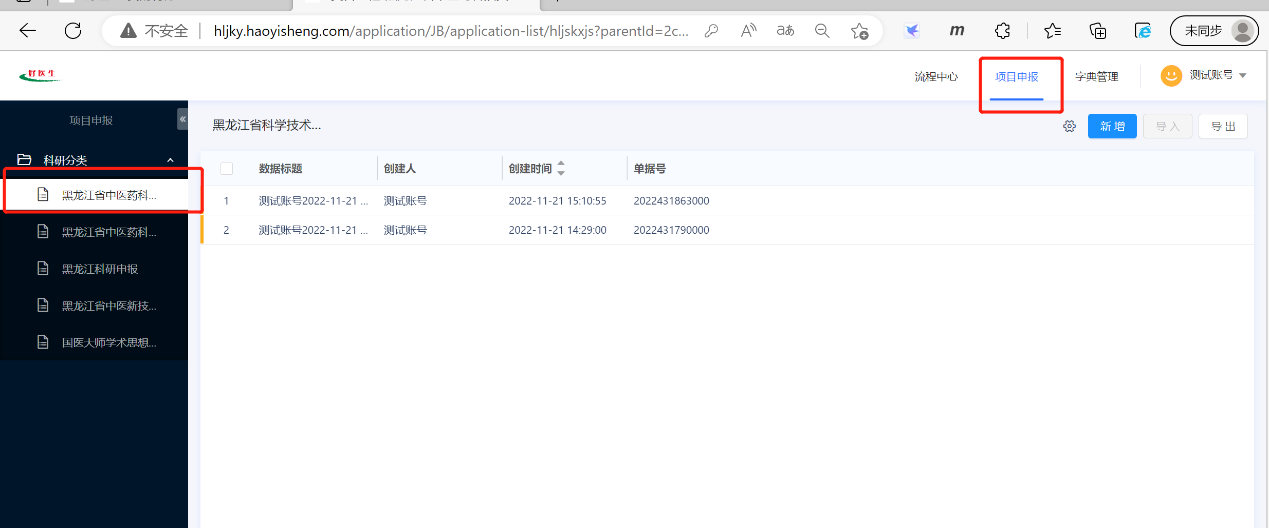 不安全 hljky.haoyisheng.com/application/JB/application-list/hljskxjs?parentId=2c... 未同步
好医生 流程中心 项目申报 字典管理 测试账号
项目申报
黑龙江省科学技术... 新增 导入 导出
科研分类
数据标题 创建人 创建时间 单据号
黑龙江省中医药科...
1 测试账号2022-11-21 ... 测试账号 2022-11-21 15:10:55 2022431863000
黑龙江省中医药科...
2 测试账号2022-11-21 ... 测试账号 2022-11-21 14:29:00 2022431790000
黑龙江科研申报
黑龙江省中医新技...
国医大师学术思想...